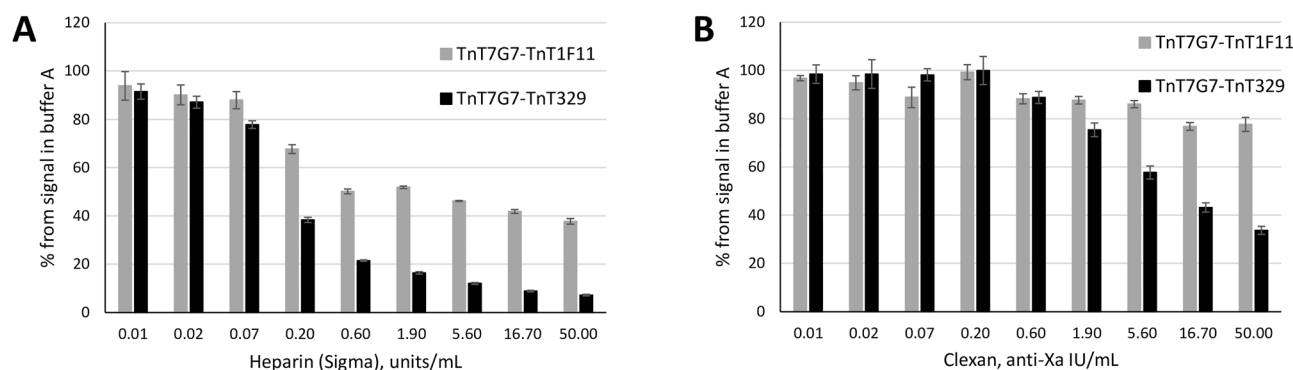 A
120
100
80
60
40
20
0
% from signal in buffer A
TnT7G7-TnT1F11
TnT7G7-TnT329
0.01 0.02 0.07 0.20 0.60 1.90 5.60 16.70 50.00
Heparin (Sigma), units/mL
B
120
100
80
60
40
20
0
% from signal in buffer A
TnT7G7-TnT1F11
TnT7G7-TnT329
0.01 0.02 0.07 0.20 0.60 1.90 5.60 16.70 50.00
Clexan, anti-Xa IU/mL